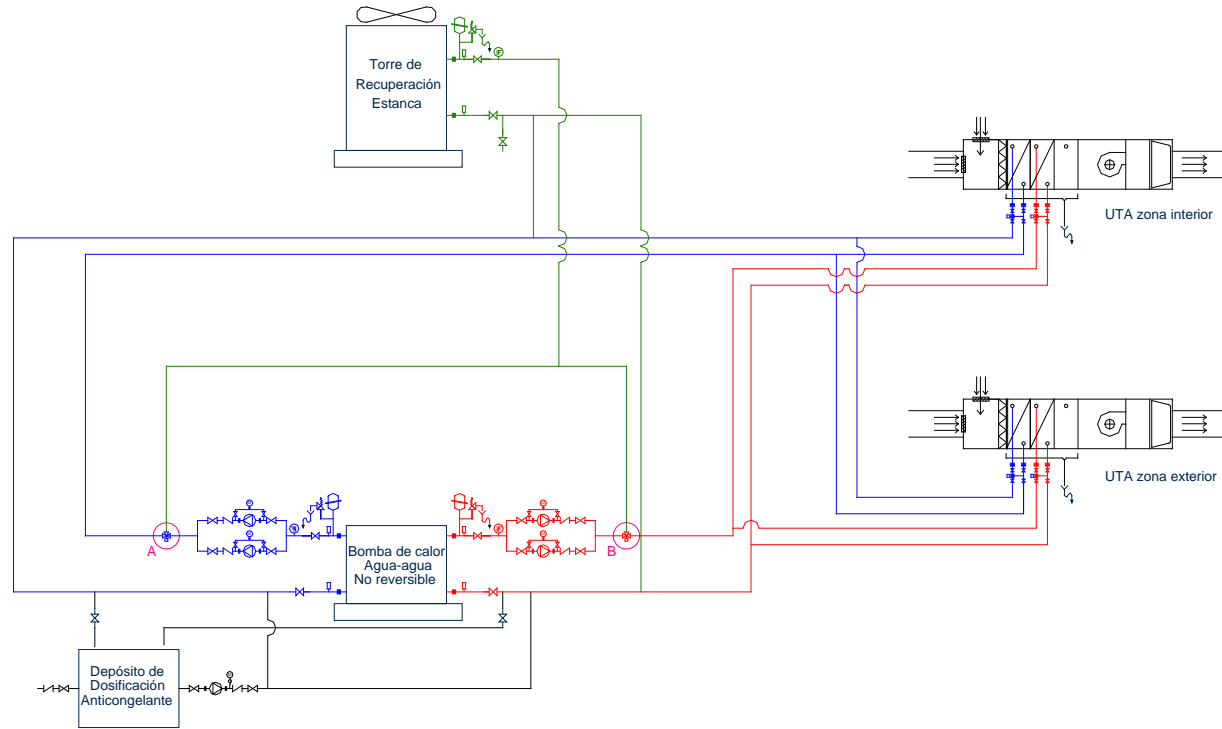 Torre de
Recuperación
Estanca
UTA zona interior
UTA zona exterior
A
B
Bomba de calor
Agua-agua
No reversible
Depósito de
Dosificación
Anticongelante